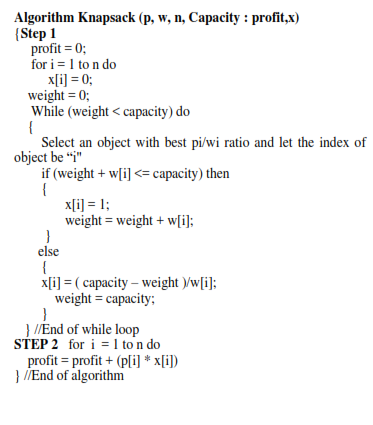 Algorithm Knapsack (p, w, n, Capacity : profit,x)
{Step 1
profit = 0;
for i = 1 to n do
x[i] = 0;
weight = 0;
While (weight < capacity) do
{
Select an object with best pi/wi ratio and let the index of
object be “i"
if (weight + w[i] <= capacity) then
{
x[i] = 1;
weight = weight + w[i];
}
else
{
x[i] = ( capacity – weight )/w[i];
weight = capacity;
}
} //End of while loop
STEP 2 for i = 1 to n do
profit = profit + (p[i] * x[i])
} //End of algorithm